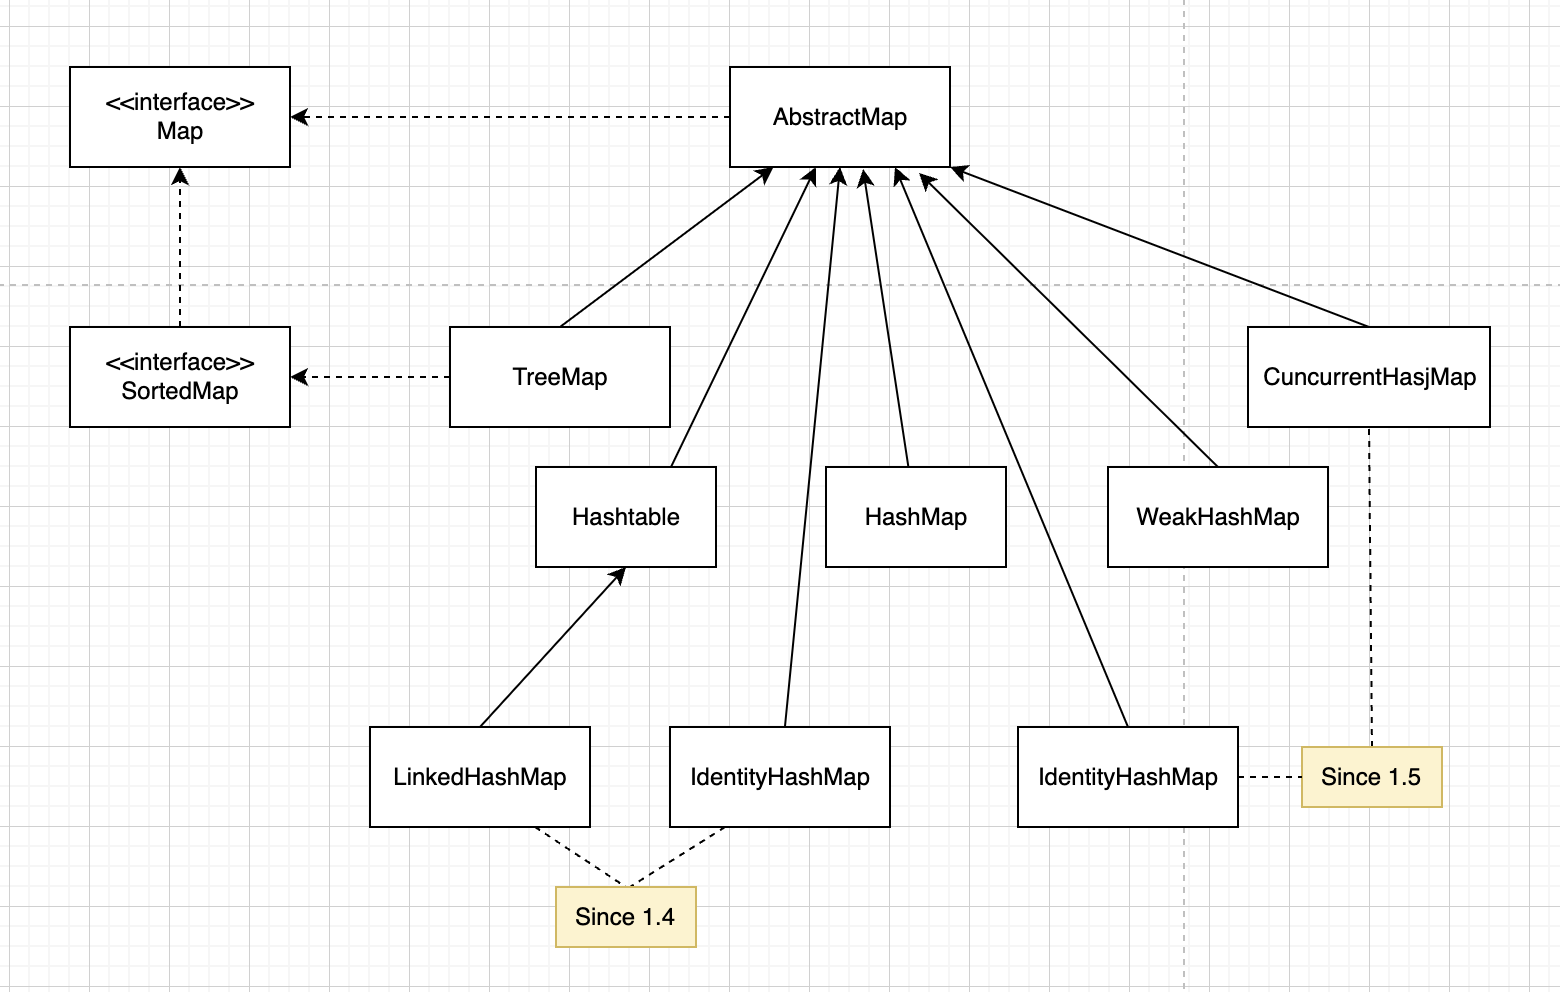 <<interface>>
Map
AbstractMap
<<interface>>
SortedMap
TreeMap
CuncurrentHasjMap
Hashtable
HashMap
WeakHashMap
LinkedHashMap
IdentityHashMap
IdentityHashMap
Since 1.5
Since 1.4